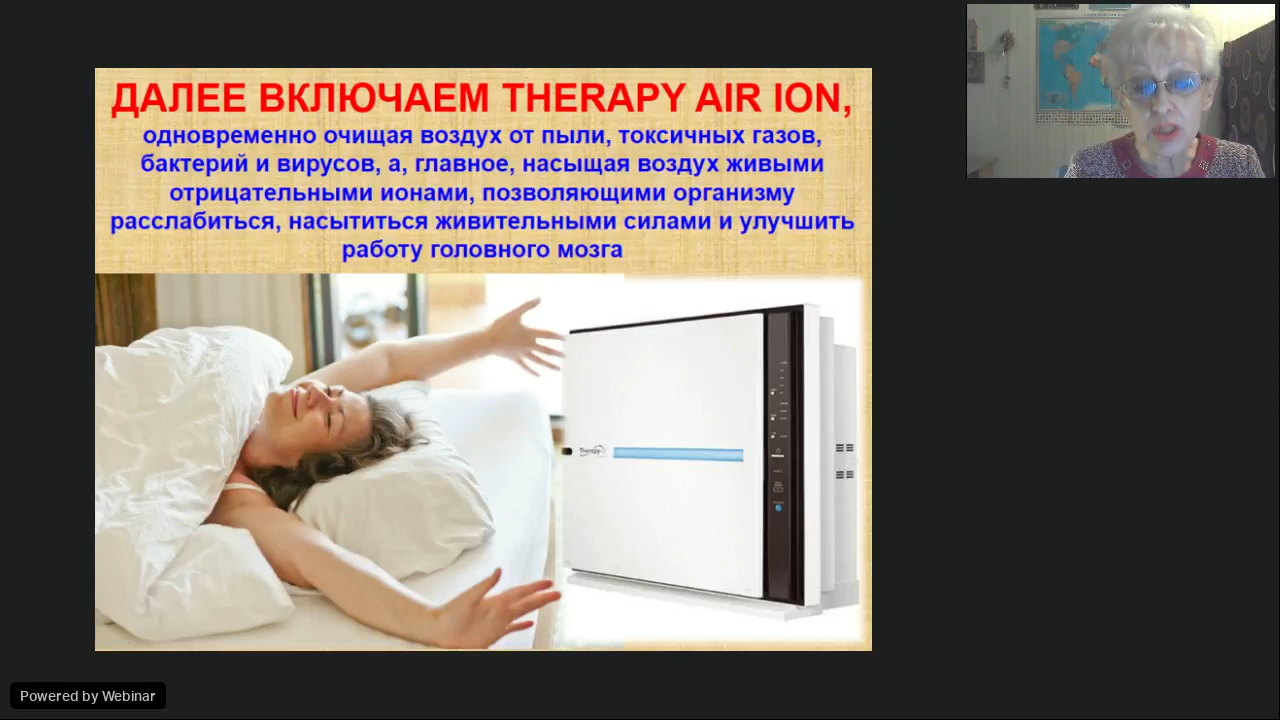 ДАЛЕЕ ВКЛЮЧАЕМ THERAPY AIR ION,
одновременно очищая воздух от пыли, токсичных газов,
бактерий и вирусов, а, главное, насыщая воздух живыми
отрицательными ионами, позволяющими организму
расслабиться, насытиться живительными силами и улучшить
работу головного мозга
Therapy
Powered by Webinar